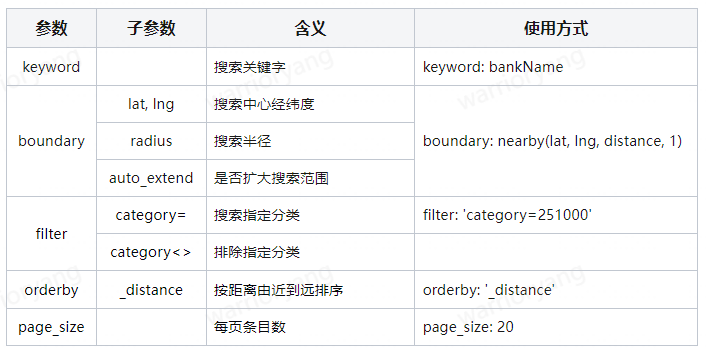 参数 子参数 含义 使用方式
keyword 搜索关键字 keyword: bankName
boundary lat, lng 搜索中心经纬度 boundary: nearby(lat, lng, distance, 1)
radius 搜索半径
auto_extend 是否扩大搜索范围
filter category= 搜索指定分类 filter: 'category=251000'
category<> 排除指定分类
orderby _distance 按距离由近到远排序 orderby: '_distance'
page_size 每页条目数 page_size: 20